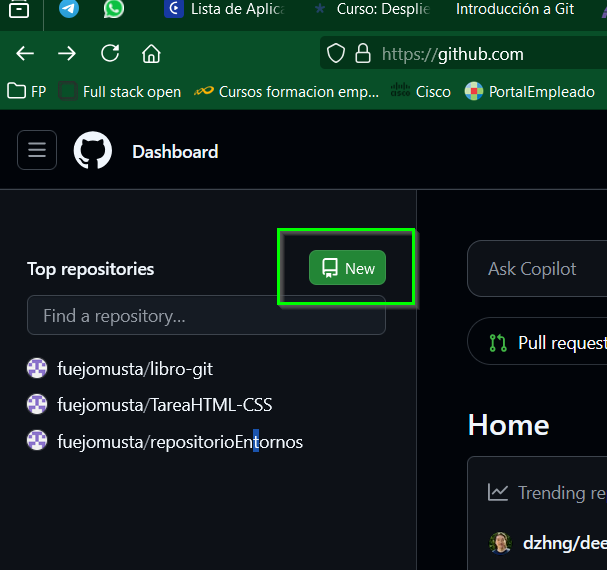 Lista de Aplica
Curso: Desplie
Introducción a Git
https://github.com
FP
Full stack open
Cursos formacion emp...
Cisco
PortalEmpleado
Dashboard
Top repositories
New
Find a repository...
fuejomusta/libro-git
fuejomusta/TareaHTML-CSS
fuejomusta/repositorioEntornos
Ask Copilot
Pull request
Home
Trending re
dzhng/dee